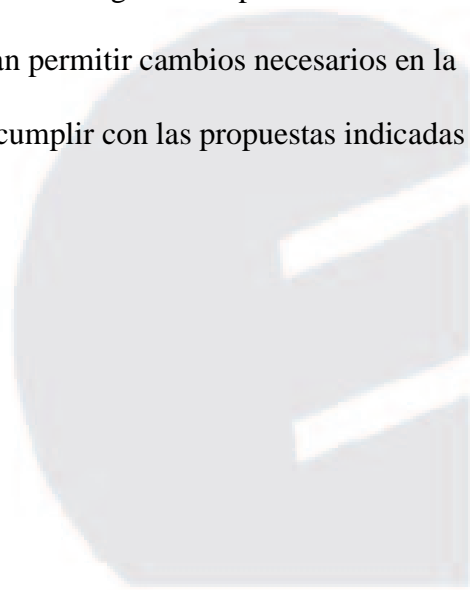 an permitir cambios necesarios en la
cumplir con las propuestas indicadas